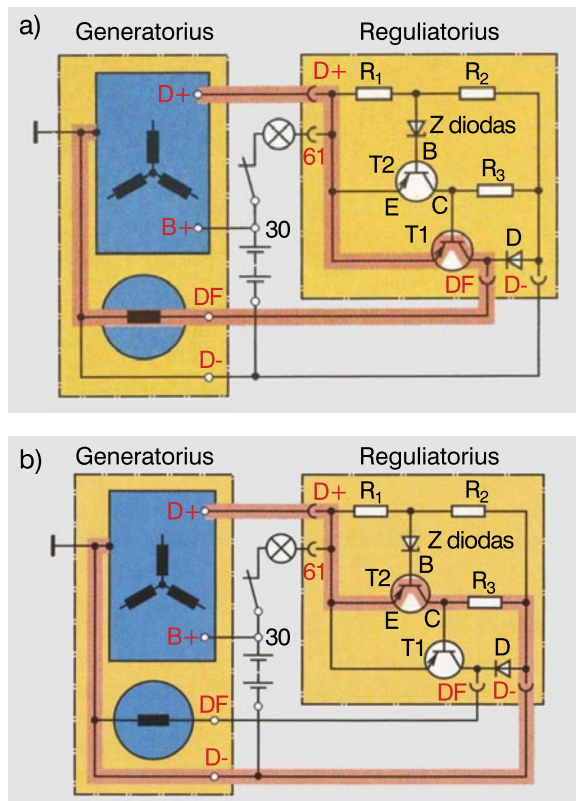 a)
Generatorius
Reguliatorius
D+
D+
R1
R2
Z diodas
61
B
T2
R3
E
C
B+
30
T1
D
DF
DF
D-
D-
b)
Generatorius
Reguliatorius
D+
D+
R1
R2
Z diodas
61
B
T2
R3
E
C
B+
30
T1
D
DF
DF
D-
D-